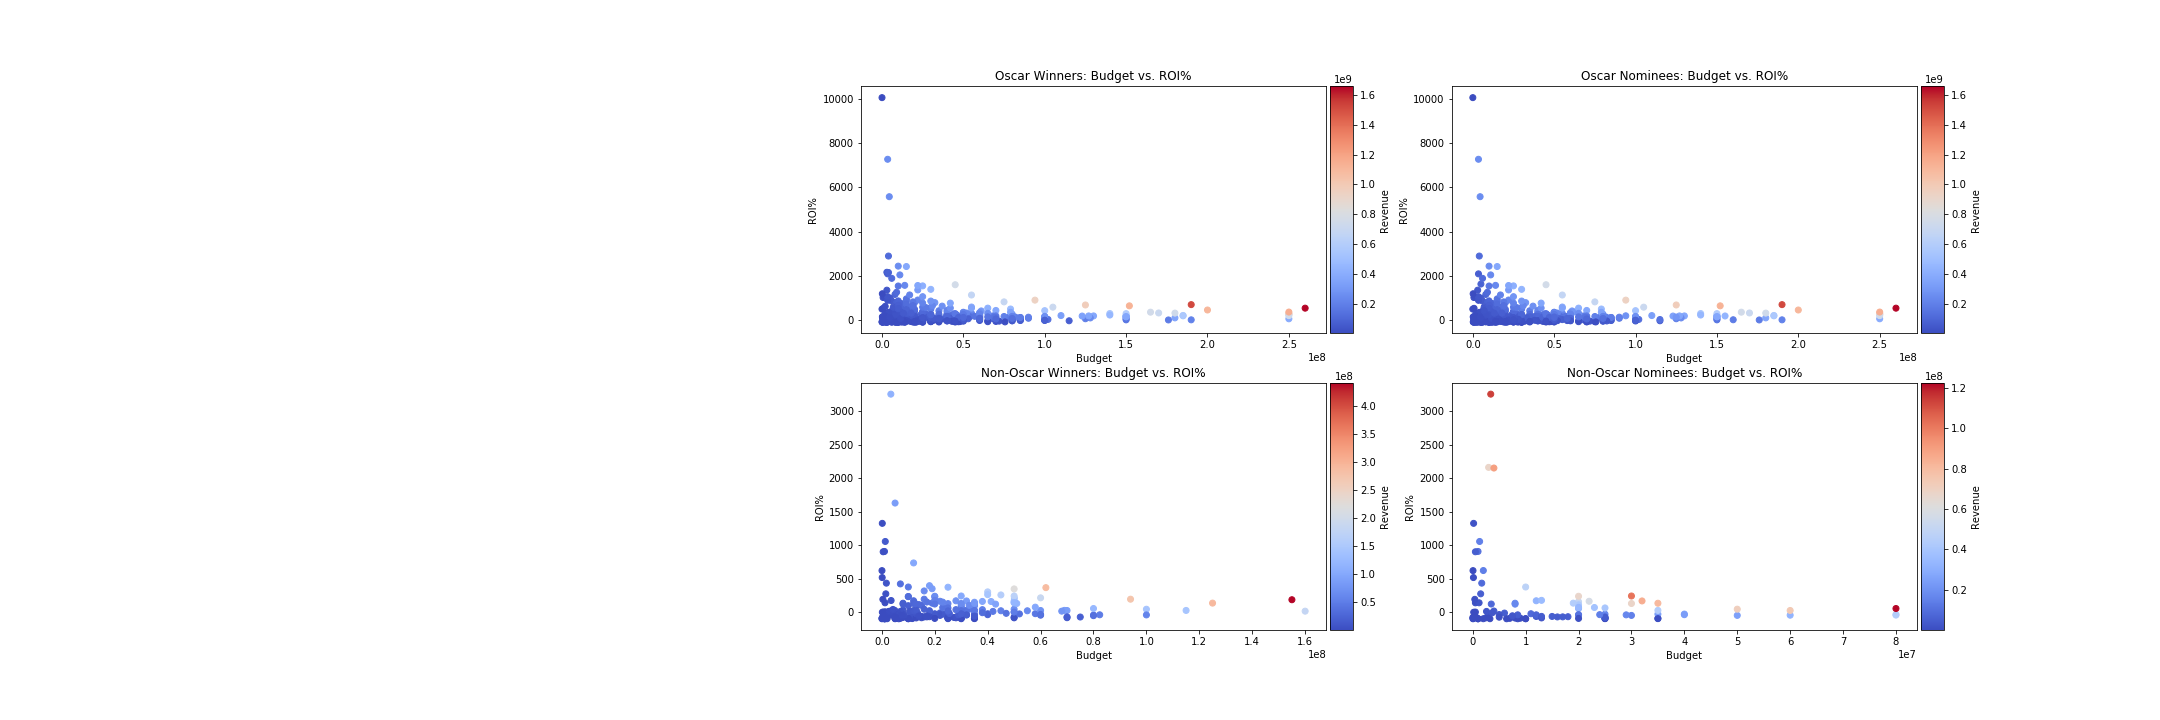 Oscar Winners: Budget vs. ROI%
1e9
ROI%
10000
8000
6000
4000
2000
0
0.0 0.5 1.0 1.5 2.0 2.5
1e8
Budget
1.6
1.4
1.2
1.0
0.8
0.6
0.4
0.2
Revenue
Oscar Nominees: Budget vs. ROI%
1e9
ROI%
10000
8000
6000
4000
2000
0
0.0 0.5 1.0 1.5 2.0 2.5
1e8
Budget
1.6
1.4
1.2
1.0
0.8
0.6
0.4
0.2
Revenue
Non-Oscar Winners: Budget vs. ROI%
1e8
ROI%
3000
2500
2000
1500
1000
500
0
0.0 0.2 0.4 0.6 0.8 1.0 1.2 1.4 1.6
1e8
Budget
4.0
3.5
3.0
2.5
2.0
1.5
1.0
0.5
Revenue
Non-Oscar Nominees: Budget vs. ROI%
1e8
ROI%
3000
2500
2000
1500
1000
500
0
0 1 2 3 4 5 6 7 8
1e7
Budget
1.2
1.0
0.8
0.6
0.4
0.2
Revenue